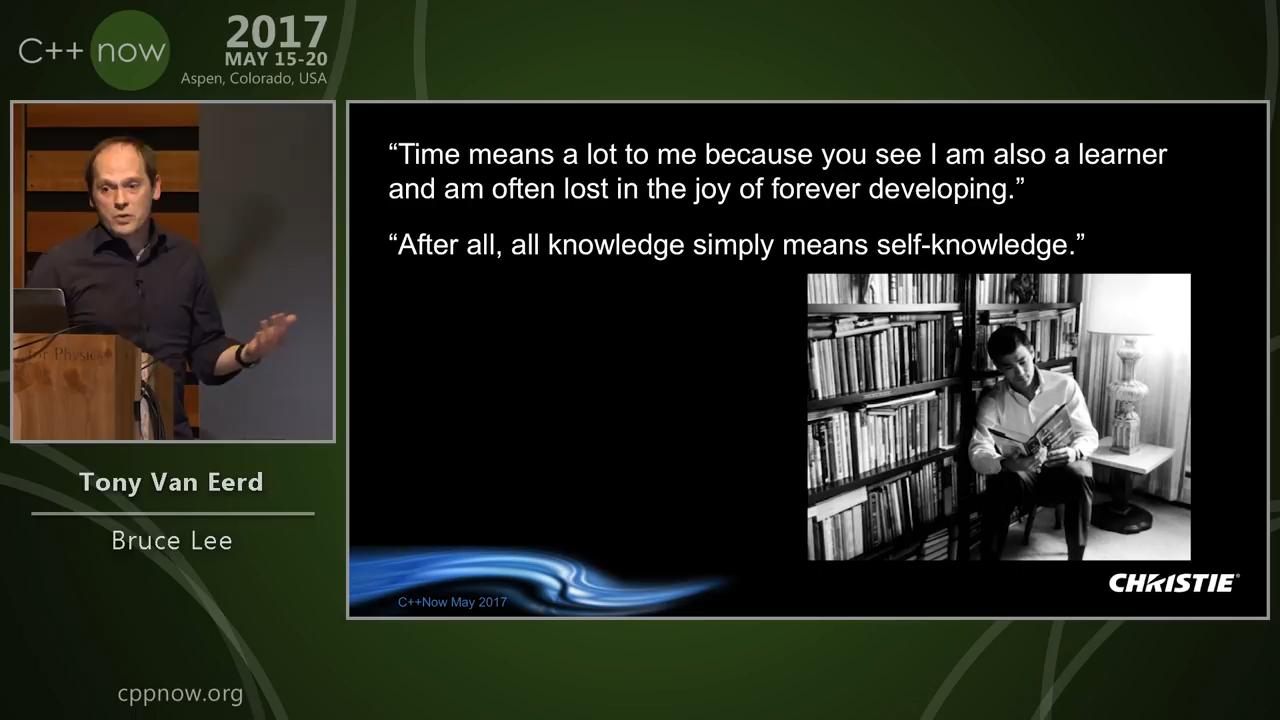 C++ now
2017
MAY 15-20
Aspen, Colorado, USA
“Time means a lot to me because you see I am also a learner
and am often lost in the joy of forever developing.”
“After all, all knowledge simply means self-knowledge.”
for Physics
Tony Van Eerd
Bruce Lee
C++Now May 2017
CHRISTIE®
cppnow.org